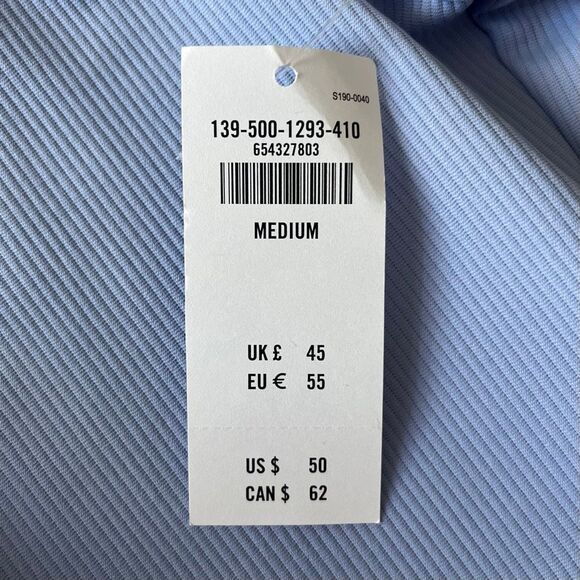 S190-0040
139-500-1293-410
654327803
MEDIUM
UK £ 45
EU € 55
US $ 50
CAN $ 62